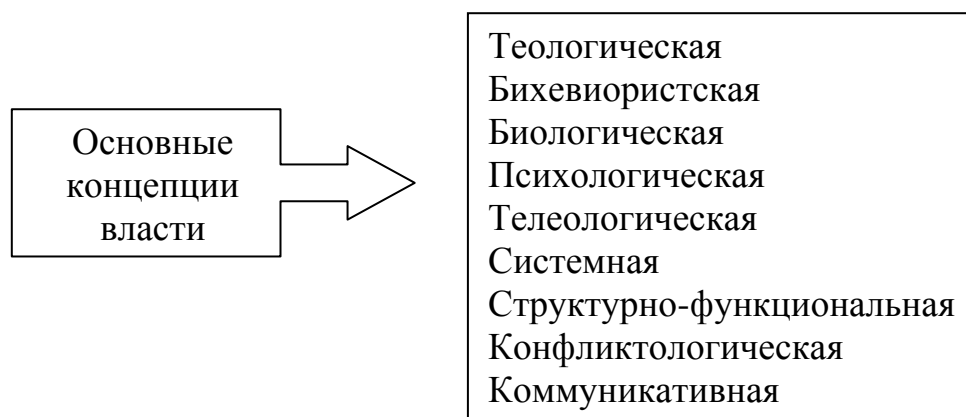 Основные
концепции
власти
Теологическая
Бихевиористская
Биологическая
Психологическая
Телеологическая
Системная
Структурно-функциональная
Конфликтологическая
Коммуникативная